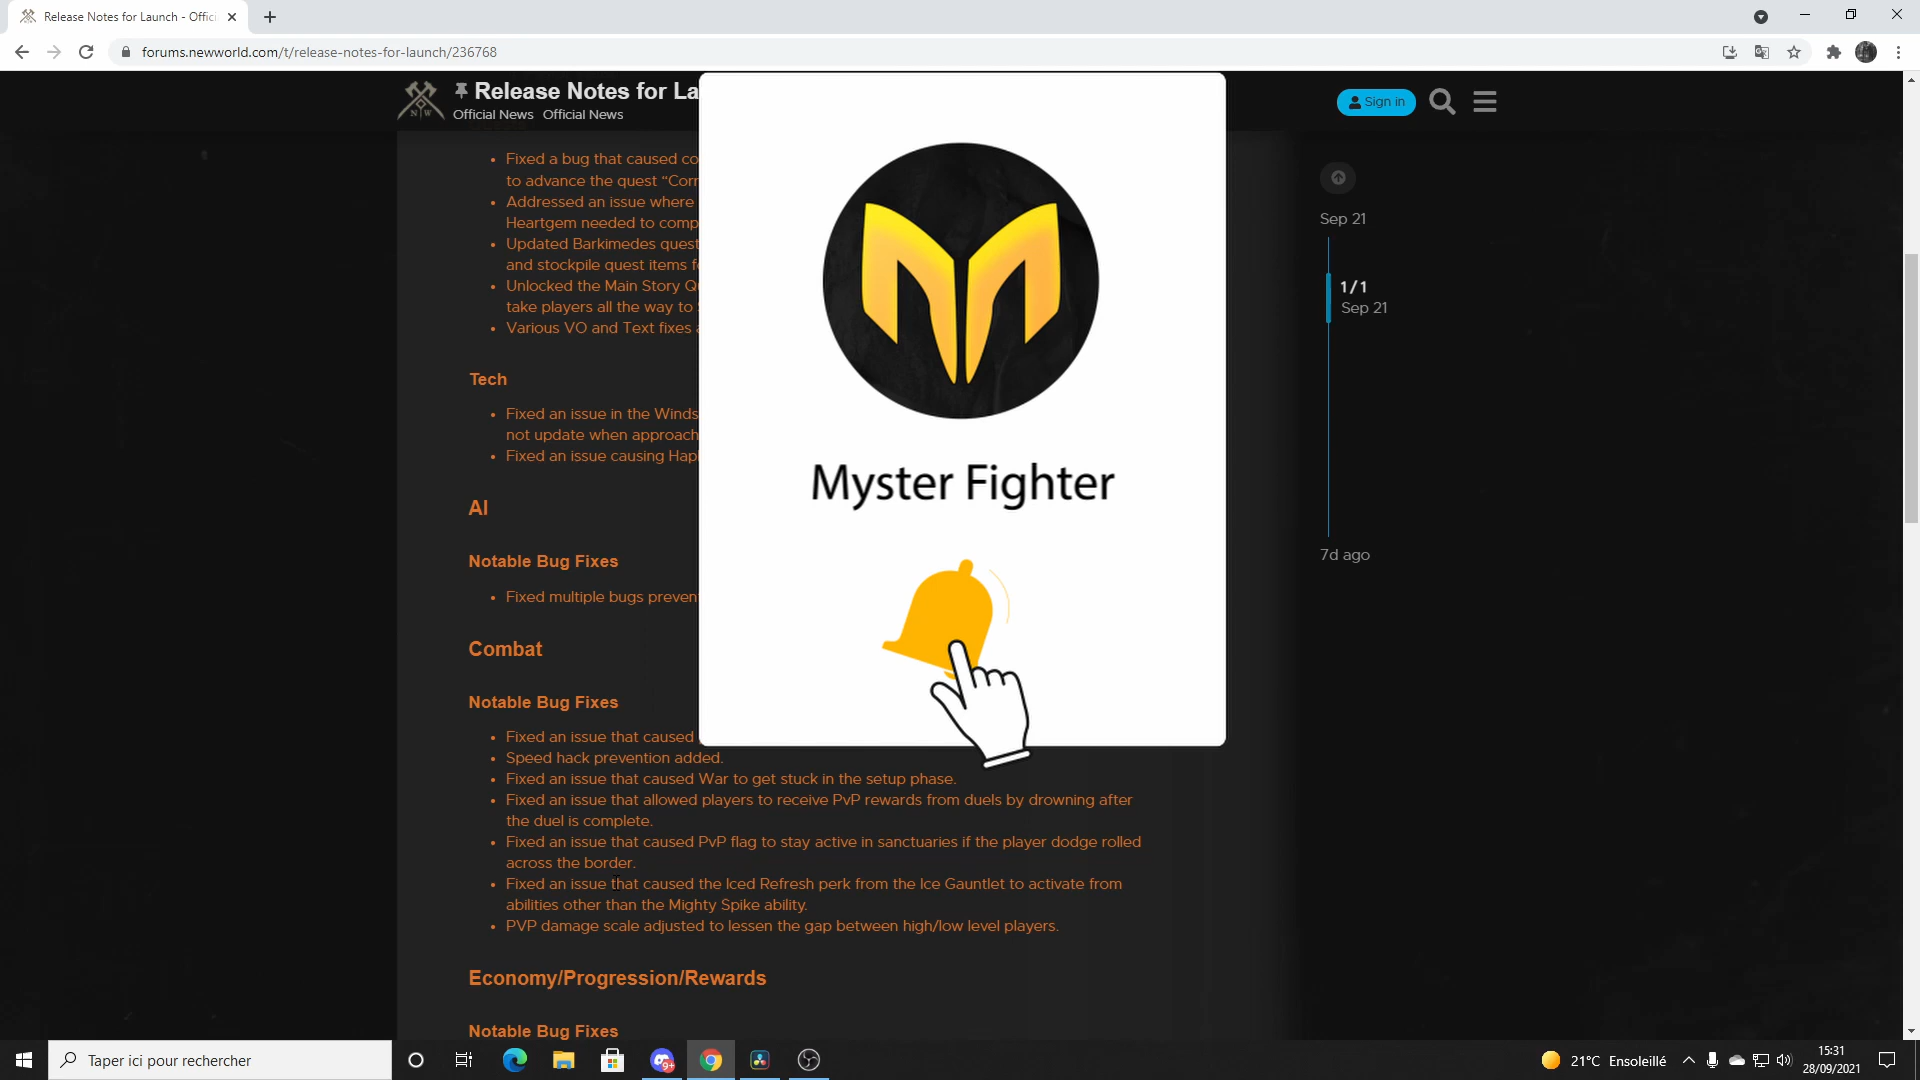 Release Notes for Launch - Offici
forums.newworld.com/t/release-notes-for-launch/236768
Release Notes for La
Official News Official News
N W
Sign in
Fixed a bug that caused co
to advance the quest “Corr
Addressed an issue where
Heartgem needed to comp
Updated Barkimedes quest
and stockpile quest items f
Unlocked the Main Story Qu
take players all the way to
Various VO and Text fixes a
Tech
Fixed an issue in the Winds
not update when approach
Fixed an issue causing Hap
AI
Notable Bug Fixes
Fixed multiple bugs preven
Combat
Notable Bug Fixes
Fixed an issue that caused
Speed hack prevention added.
Fixed an issue that caused War to get stuck in the setup phase.
Fixed an issue that allowed players to receive PvP rewards from duels by drowning after
the duel is complete.
Fixed an issue that caused PvP flag to stay active in sanctuaries if the player dodge rolled
across the border.
Fixed an issue that caused the Iced Refresh perk from the Ice Gauntlet to activate from
abilities other than the Mighty Spike ability.
PVP damage scale adjusted to lessen the gap between high/low level players.
Economy/Progression/Rewards
Notable Bug Fixes
Myster Fighter
Sep 21
1/1
Sep 21
7d ago
Taper ici pour rechercher
9+
21°C Ensoleillé
15:31
28/09/2021